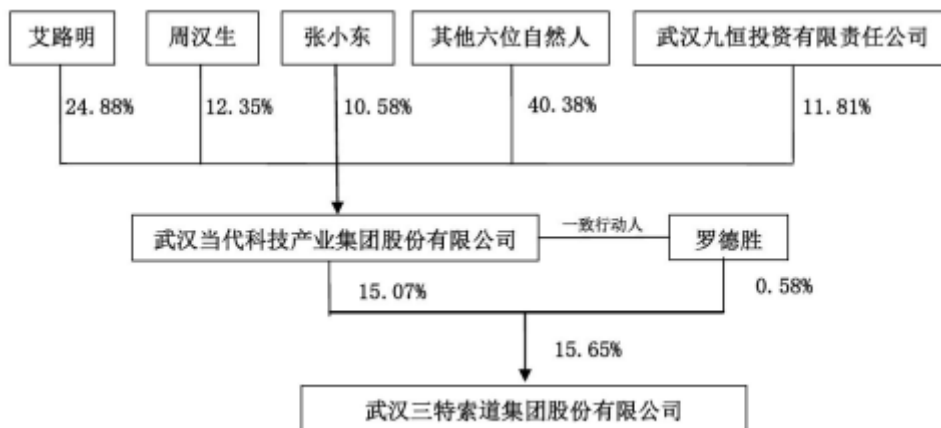 艾路明
周汉生
张小东
其他六位自然人
武汉九恒投资有限责任公司
24.88%
12.35%
10.58%
40.38%
11.81%
武汉当代科技产业集团股份有限公司
一致行动人
罗德胜
15.07%
0.58%
15.65%
武汉三特索道集团股份有限公司